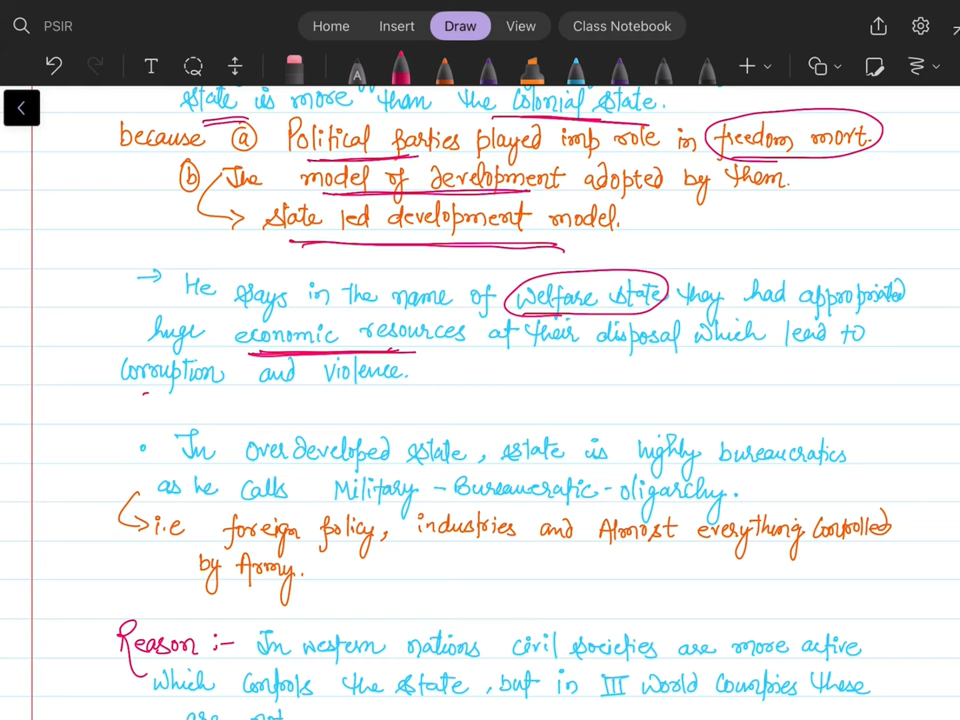 PSIR
Home Insert Draw View Class Notebook
T
A
State is more" than the Colonial State.
because (a) Political parties played imp role in freedom movt.
(b) The model of development adopted by them.
→ State led development model.
→ He says in the name of welfare state they had appropriated
huge economic resources at their disposal which lead to
Corruption and violence.
• In Overdeveloped state, state is highly bureaucratics
as he calls Military-Bureaucratic-oligarchy.
→ i.e foreign policy, industries and Almost everything controlled
by Army.
Reason :- In western nations civil societies are more active
which controls the state, but in III World Countries these
are not